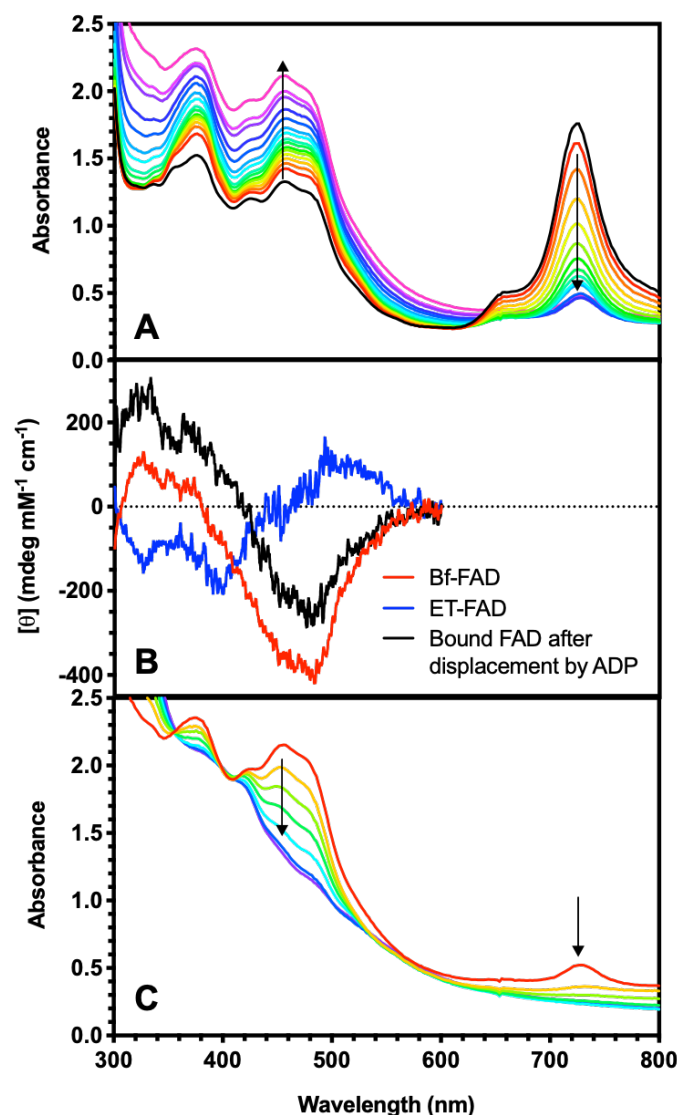 2.5
2.0
1.5
1.0
0.5
0.0
Absorbance
A
200
0
-200
-400
[θ] (mdeg mM⁻¹ cm⁻¹)
B
Bf-FAD
ET-FAD
Bound FAD after
displacement by ADP
2.5
2.0
1.5
1.0
0.5
0.0
Absorbance
C
300 400 500 600 700 800
Wavelength (nm)